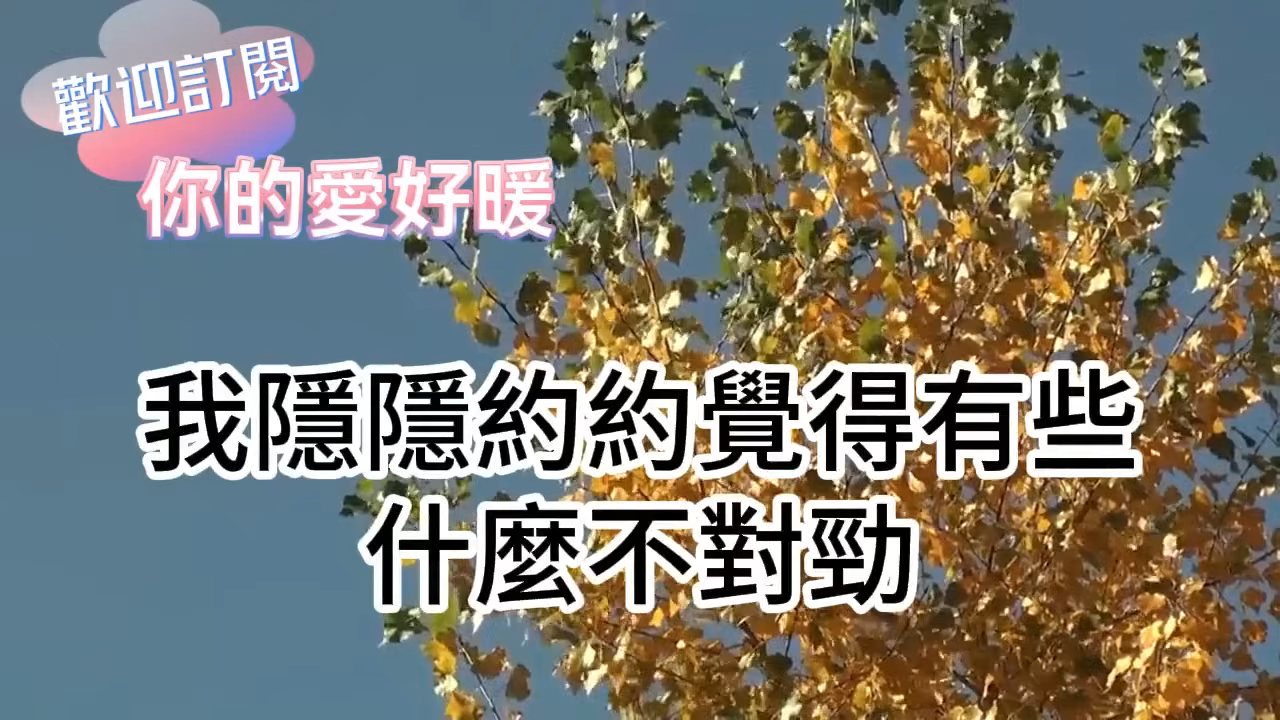 歡迎訂閱
你的愛好暖
我隱隱約約覺得有些
什麼不對勁